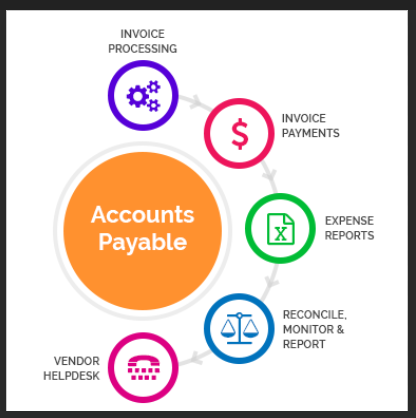 INVOICE
PROCESSING
INVOICE
PAYMENTS
Accounts
Payable
EXPENSE
REPORTS
RECONCILE,
MONITOR &
REPORT
VENDOR
HELPDESK